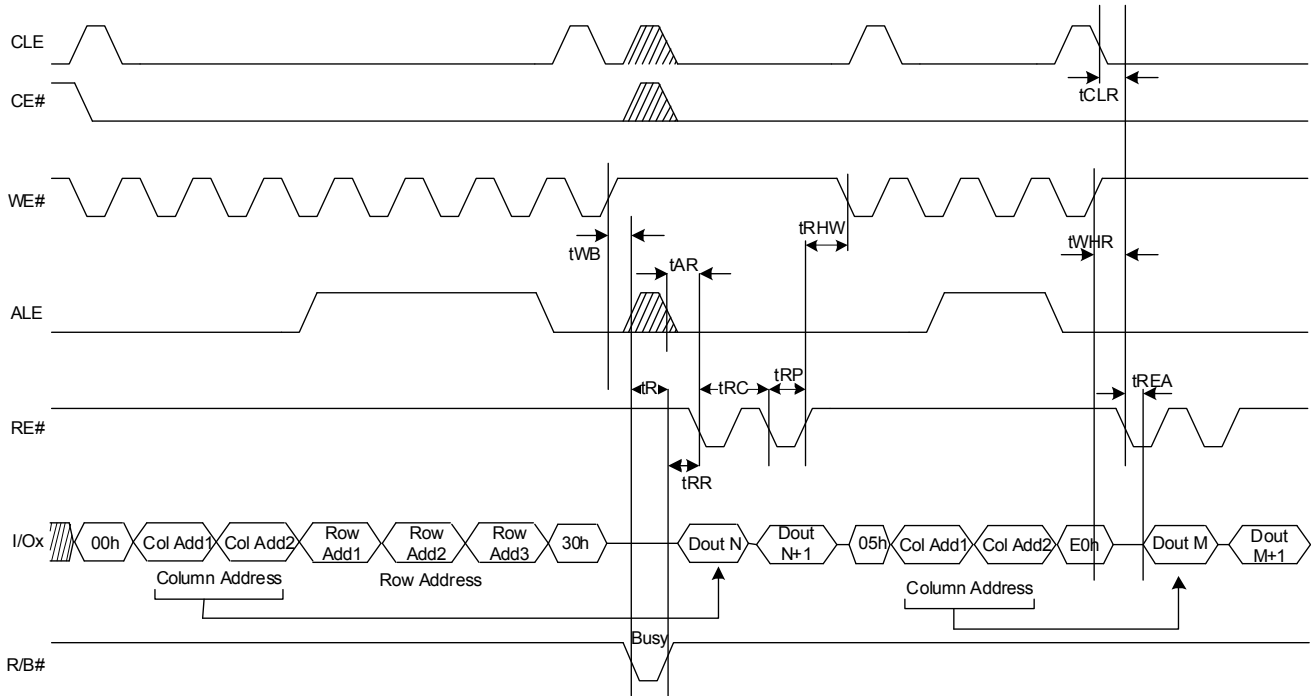 CLE
tCLR
CE#
WE#
tRHW
tWB
tAR
tWHR
ALE
tR
tRC
tRP
tREA
RE#
tRR
I/Ox
00h
Col Add1
Col Add2
Row
Add1
Row
Add2
Row
Add3
30h
Dout N
Dout
N+1
05h
Col Add1
Col Add2
E0h
Dout M
Dout
M+1
Column Address
Row Address
Column Address
Busy
R/B#